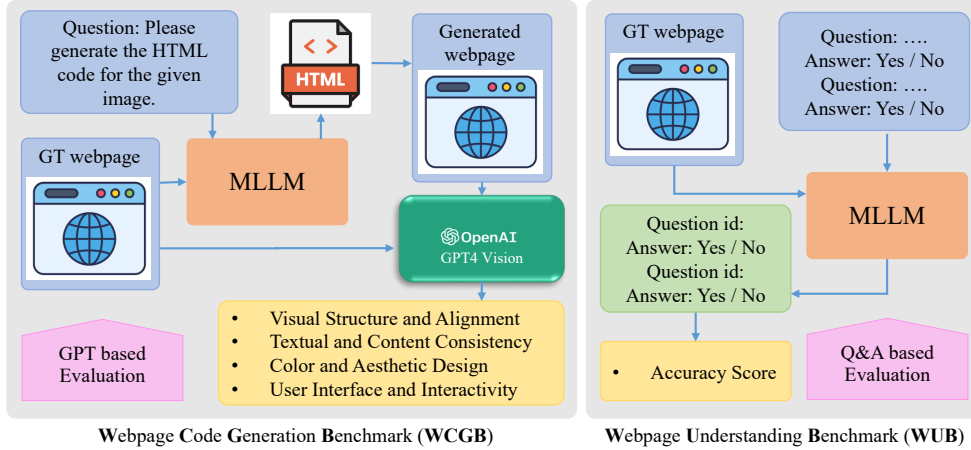 Question: Please
generate the HTML
code for the given
image.
HTML
Generated
webpage
GT webpage
MLLM
OpenAI
GPT4 Vision
• Visual Structure and Alignment
• Textual and Content Consistency
• Color and Aesthetic Design
• User Interface and Interactivity
GPT based
Evaluation
Webpage Code Generation Benchmark (WCGB)
GT webpage
Question: ….
Answer: Yes / No
Question: ….
Answer: Yes / No
MLLM
Question id:
Answer: Yes / No
Question id:
Answer: Yes / No
• Accuracy Score
Q&A based
Evaluation
Webpage Understanding Benchmark (WUB)